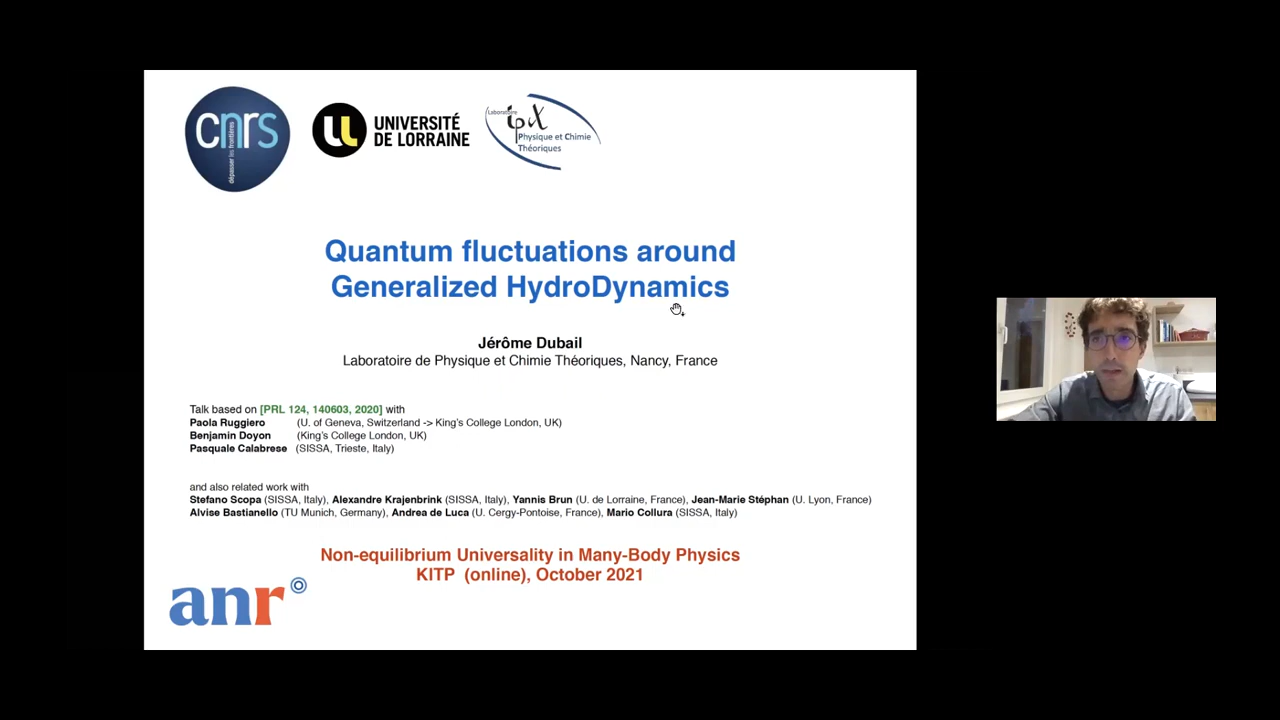 cnrs
dépasser les frontières
UNIVERSITÉ
DE LORRAINE
Laboratoire
Physique et Chimie
Théoriques
Quantum fluctuations around
Generalized HydroDynamics
Jérôme Dubail
Laboratoire de Physique et Chimie Théoriques, Nancy, France
Talk based on [PRL 124, 140603, 2020] with
Paola Ruggiero (U. of Geneva, Switzerland -> King's College London, UK)
Benjamin Doyon (King's College London, UK)
Pasquale Calabrese (SISSA, Trieste, Italy)
and also related work with
Stefano Scopa (SISSA, Italy), Alexandre Krajenbrink (SISSA, Italy), Yannis Brun (U. de Lorraine, France), Jean-Marie Stéphan (U. Lyon, France)
Alvise Bastianello (TU Munich, Germany), Andrea de Luca (U. Cergy-Pontoise, France), Mario Collura (SISSA, Italy)
Non-equilibrium Universality in Many-Body Physics
KITP (online), October 2021
anr